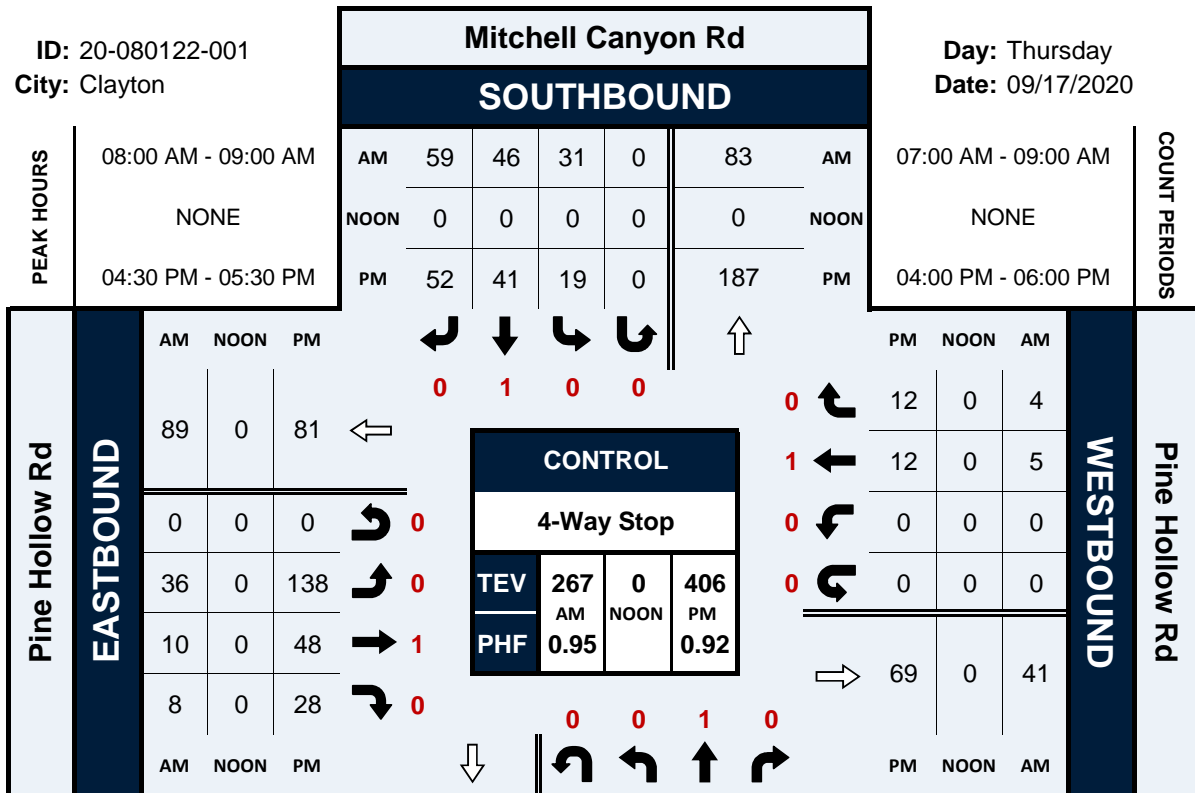 ID: 20-080122-001
City: Clayton
Mitchell Canyon Rd
SOUTHBOUND
Day: Thursday
Date: 09/17/2020
PEAK HOURS
08:00 AM - 09:00 AM
NONE
04:30 PM - 05:30 PM
AM 59 46 31 0 83 AM
NOON 0 0 0 0 0 NOON
PM 52 41 19 0 187 PM
07:00 AM - 09:00 AM
NONE
04:00 PM - 06:00 PM
COUNT PERIODS
0 1 0 0
Pine Hollow Rd
EASTBOUND
AM NOON PM
89 0 81
0 0 0 0
36 0 138 0
10 0 48 1
8 0 28 0
AM NOON PM
CONTROL
4-Way Stop
TEV 267 0 406
AM NOON PM
PHF 0.95 0.92
PM NOON AM
0 12 0 4
1 12 0 5
0 0 0 0
0 0 0 0
69 0 41
PM NOON AM
WESTBOUND
Pine Hollow Rd
0 0 1 0